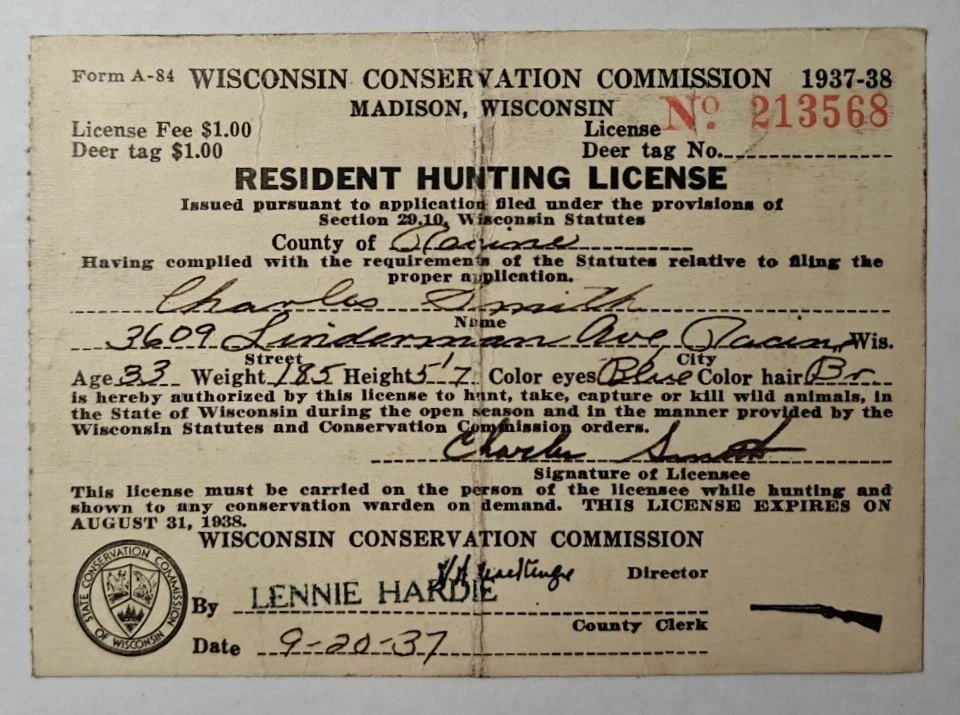 Form A-84 WISCONSIN CONSERVATION COMMISSION 1937-38
MADISON, WISCONSIN
License Fee $1.00 License No. 213568
Deer tag $1.00 Deer tag No.
RESIDENT HUNTING LICENSE
Issued pursuant to application filed under the provisions of
Section 29.10, Wisconsin Statutes
County of Racine
Having complied with the requirements of the Statutes relative to filing the
proper application.
Charles Smith
Name
3609 Linderman Ave, Racine, Wis.
Street City
Age 33 Weight 185 Height 5'7 Color eyes Blue Color hair Br
is hereby authorized by this license to hunt, take, capture or kill wild animals, in
the State of Wisconsin during the open season and in the manner provided by the
Wisconsin Statutes and Conservation Commission orders.
Charles Smith
Signature of Licensee
This license must be carried on the person of the licensee while hunting and
shown to any conservation warden on demand. THIS LICENSE EXPIRES ON
AUGUST 31, 1938.
WISCONSIN CONSERVATION COMMISSION
STATE CONSERVATION COMMISSION OF WISCONSIN
Director
By LENNIE HARDIE
County Clerk
Date 9-20-37